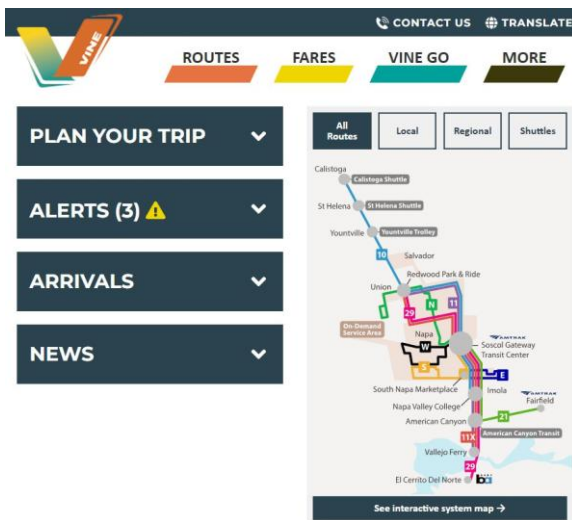 CONTACT US TRANSLATE
VINE
ROUTES FARES VINE GO MORE
PLAN YOUR TRIP
ALERTS (3)
ARRIVALS
NEWS
All Routes
Local
Regional
Shuttles
Calistoga
Calistoga Shuttle
St Helena
St Helena Shuttle
Yountville
Yountville Trolley
10
Salvador
Redwood Park & Ride
Union
N
11
29
On-Demand
Service Area
Napa
W
AMTRAK
Soscol Gateway
Transit Center
S
E
South Napa Marketplace
Imola
AMTRAK
Fairfield
Napa Valley College
21
American Canyon
American Canyon Transit
11X
Vallejo Ferry
29
El Cerrito Del Norte
ba
See interactive system map →